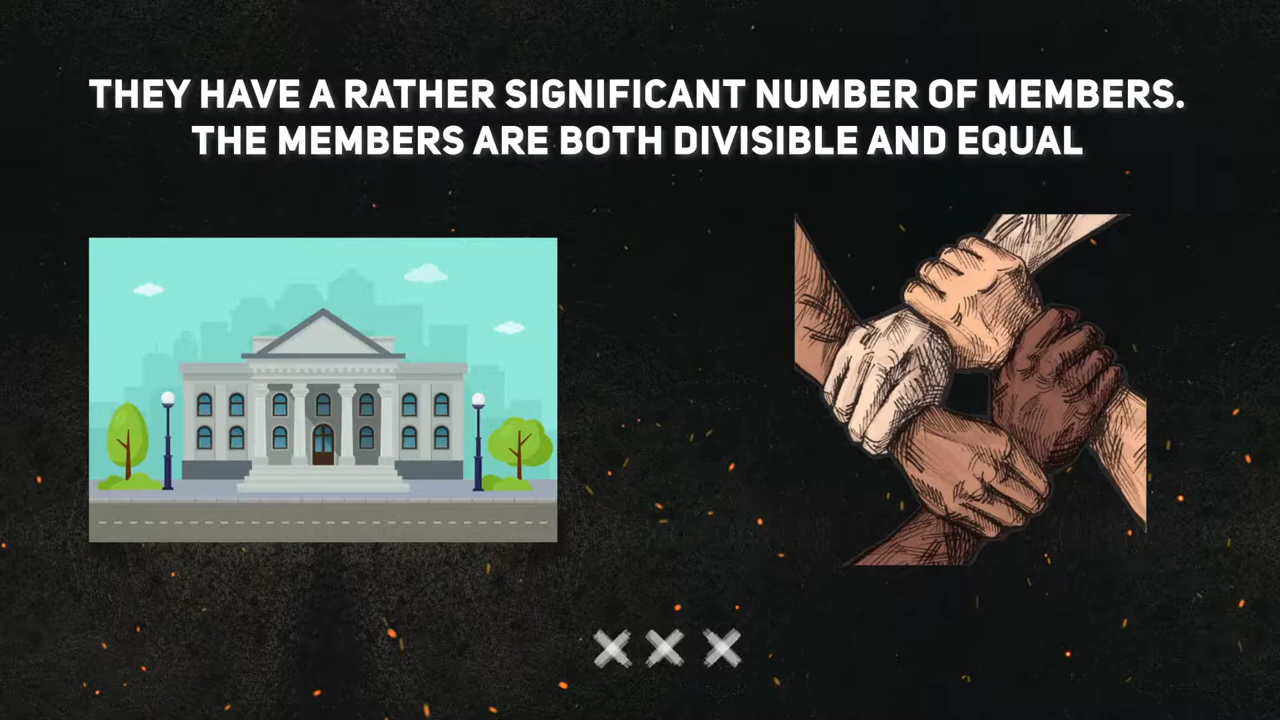 THEY HAVE A RATHER SIGNIFICANT NUMBER OF MEMBERS.
THE MEMBERS ARE BOTH DIVISIBLE AND EQUAL